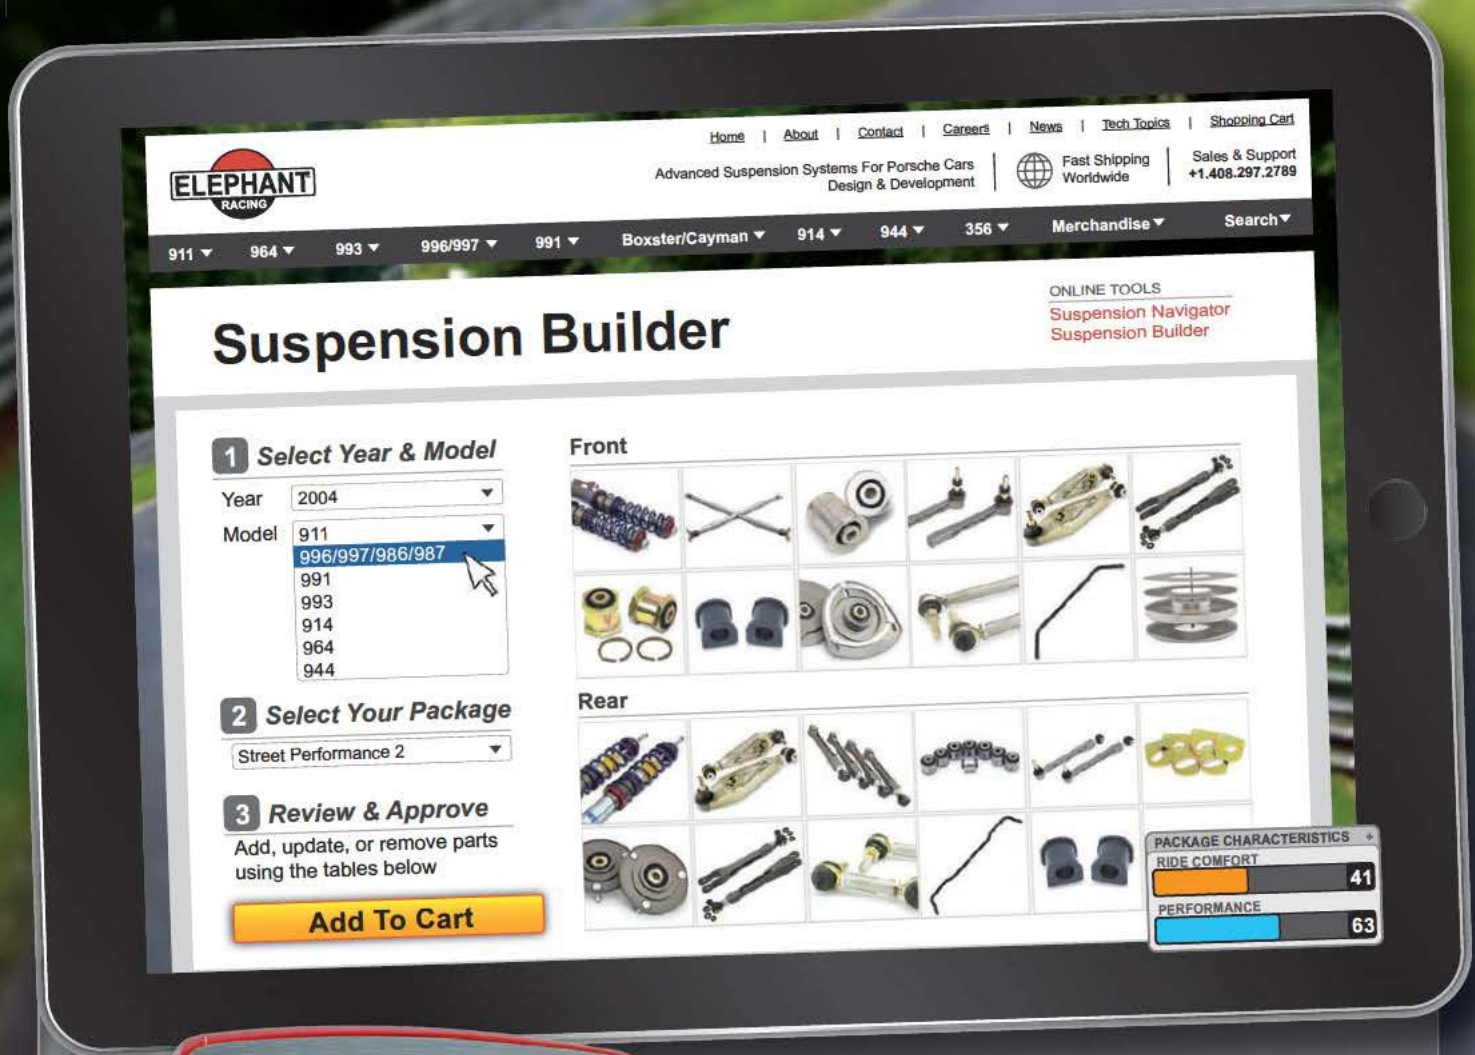 ELEPHANT
RACING
Home | About | Contact | Careers | News | Tech Topics | Shopping Cart
Advanced Suspension Systems For Porsche Cars
Design & Development
Fast Shipping
Worldwide
Sales & Support
+1.408.297.2789
911 964 993 996/997 991 Boxster/Cayman 914 944 356 Merchandise Search
Suspension Builder
ONLINE TOOLS
Suspension Navigator
Suspension Builder
1 Select Year & Model
Year 2004
Model 911
996/997/986/987
991
993
914
964
944
2 Select Your Package
Street Performance 2
3 Review & Approve
Add, update, or remove parts
using the tables below
Add To Cart
Front
Rear
PACKAGE CHARACTERISTICS +
RIDE COMFORT
41
PERFORMANCE
63